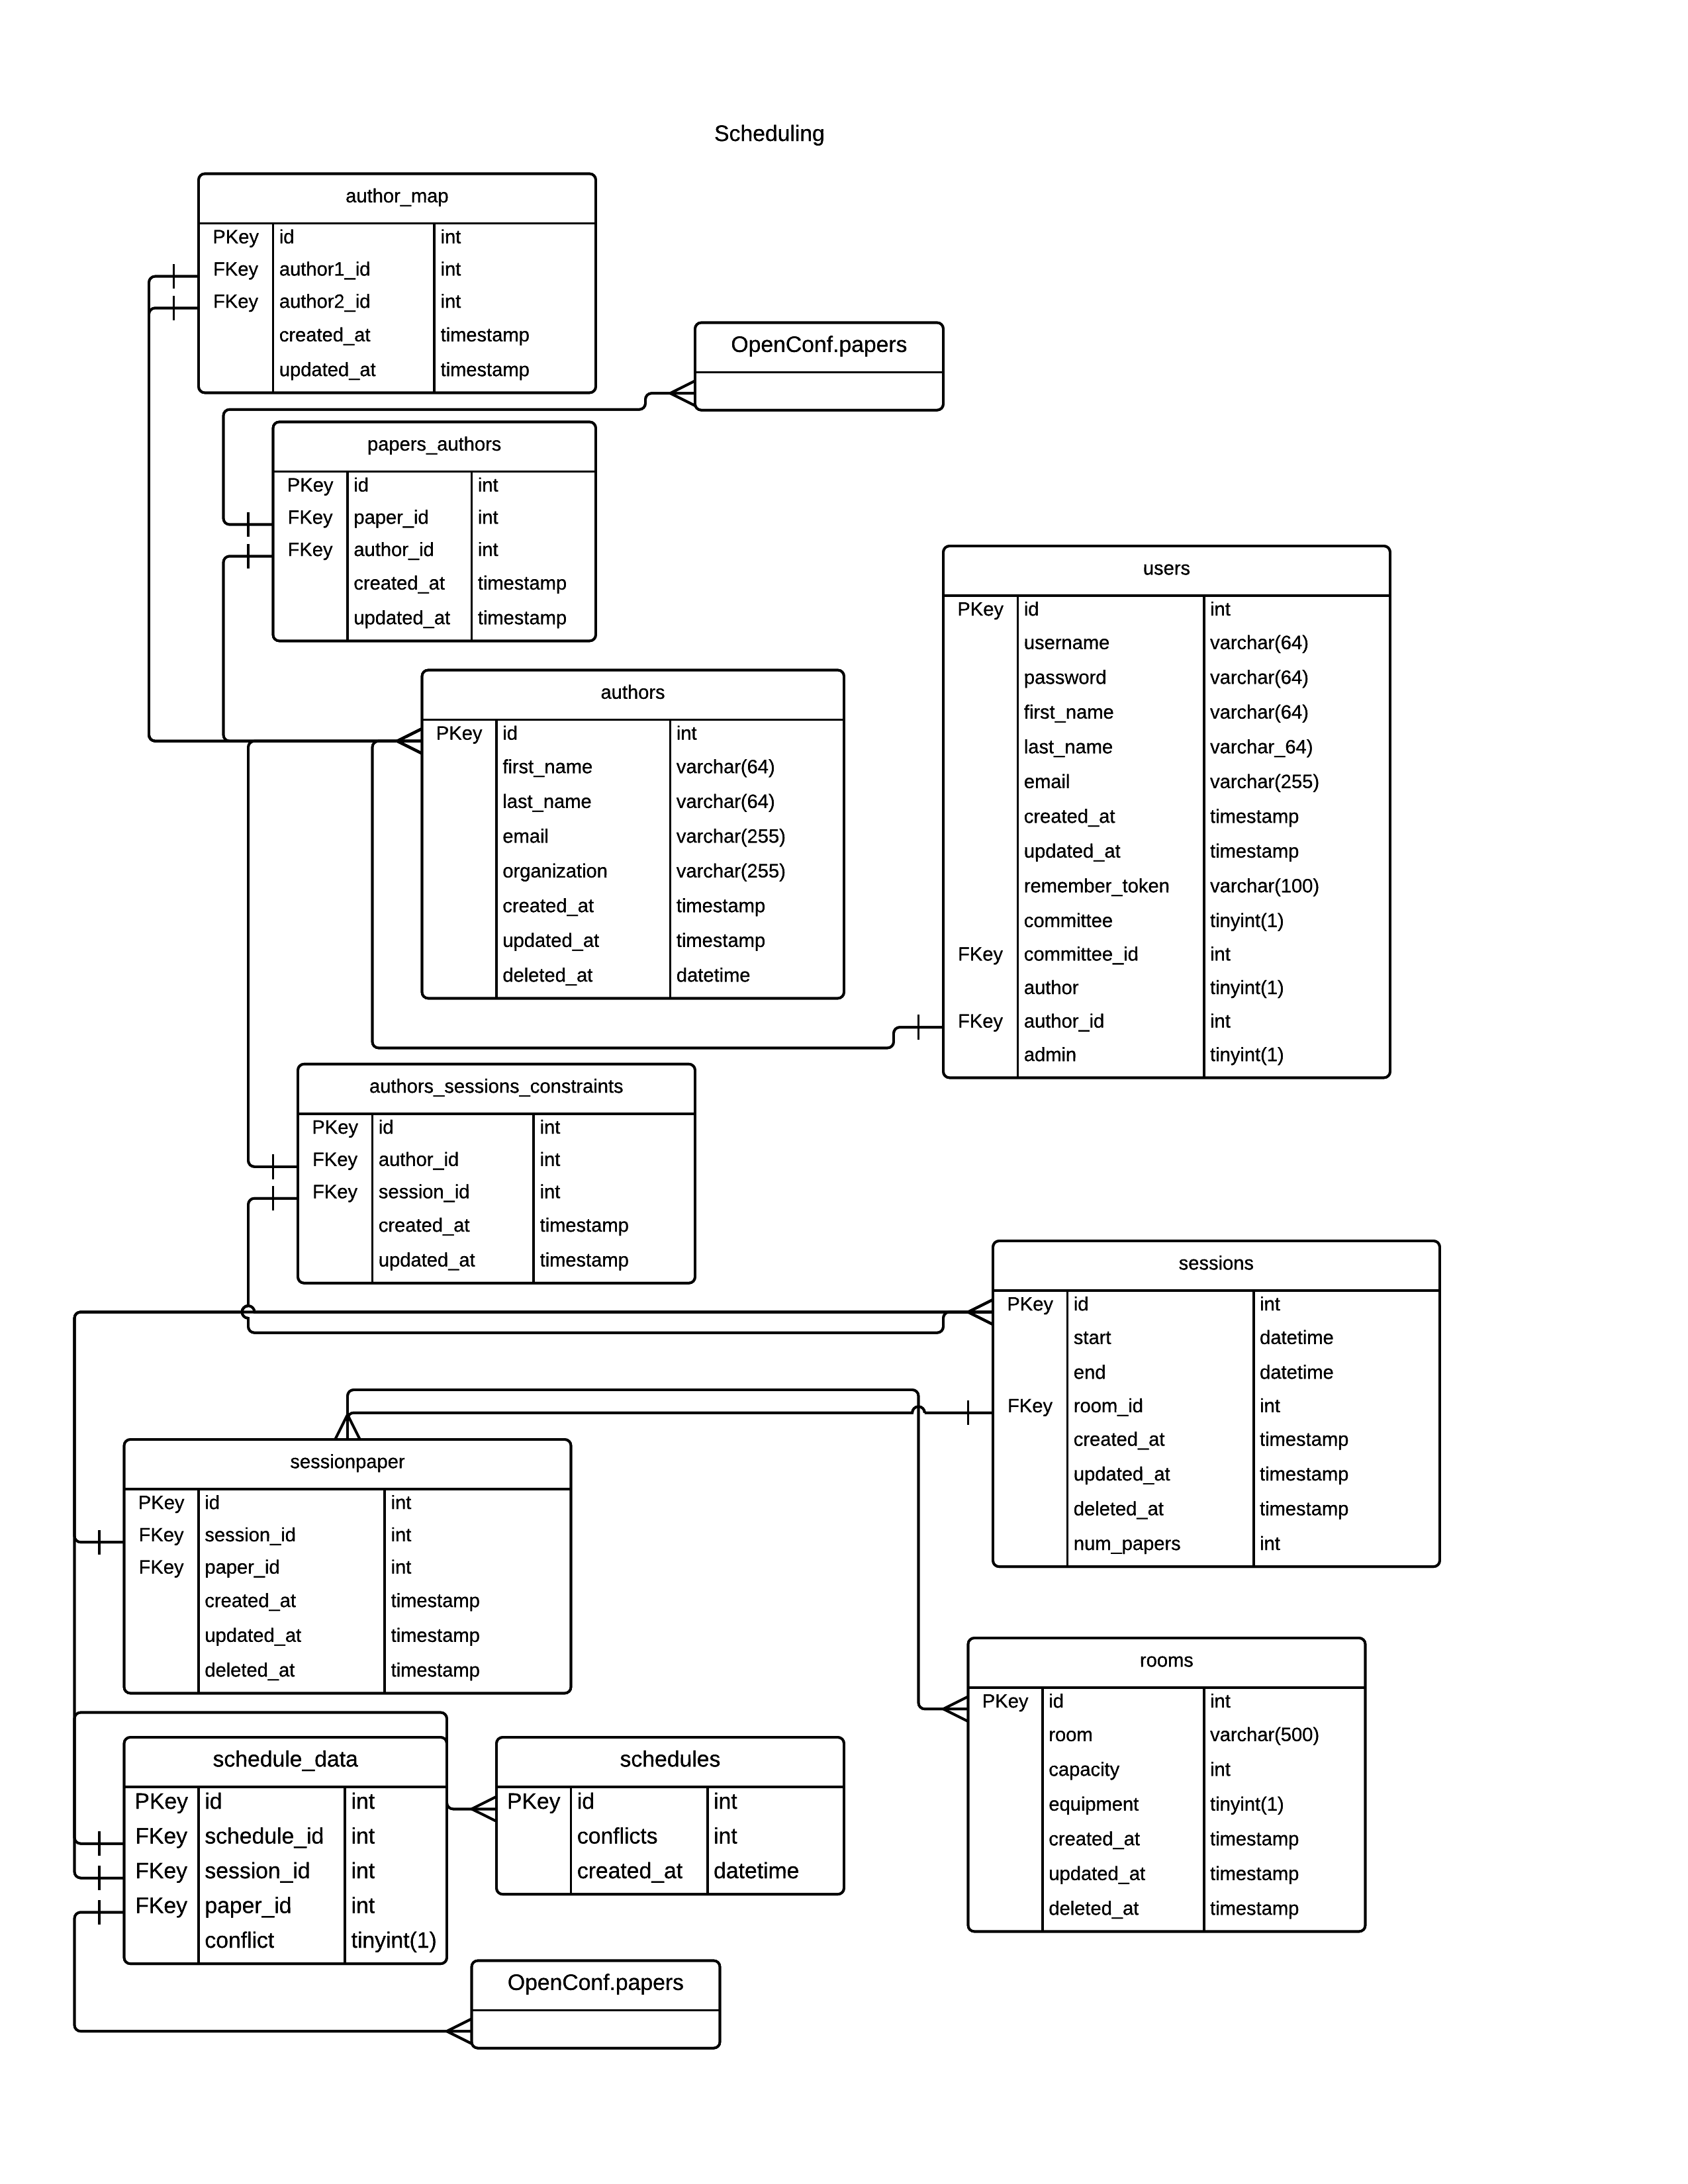 Scheduling
author_map
PKey id int
FKey author1_id int
FKey author2_id int
created_at timestamp
updated_at timestamp
OpenConf.papers
papers_authors
PKey id int
FKey paper_id int
FKey author_id int
created_at timestamp
updated_at timestamp
users
PKey id int
username varchar(64)
password varchar(64)
first_name varchar(64)
last_name varchar_64)
email varchar(255)
created_at timestamp
updated_at timestamp
remember_token varchar(100)
committee tinyint(1)
FKey committee_id int
author tinyint(1)
FKey author_id int
admin tinyint(1)
authors
PKey id int
first_name varchar(64)
last_name varchar(64)
email varchar(255)
organization varchar(255)
created_at timestamp
updated_at timestamp
deleted_at datetime
authors_sessions_constraints
PKey id int
FKey author_id int
FKey session_id int
created_at timestamp
updated_at timestamp
sessions
PKey id int
start datetime
end datetime
FKey room_id int
created_at timestamp
updated_at timestamp
deleted_at timestamp
num_papers int
sessionpaper
PKey id int
FKey session_id int
FKey paper_id int
created_at timestamp
updated_at timestamp
deleted_at timestamp
rooms
PKey id int
room varchar(500)
capacity int
equipment tinyint(1)
created_at timestamp
updated_at timestamp
deleted_at timestamp
schedule_data
PKey id int
FKey schedule_id int
FKey session_id int
FKey paper_id int
conflict tinyint(1)
schedules
PKey id int
conflicts int
created_at datetime
OpenConf.papers